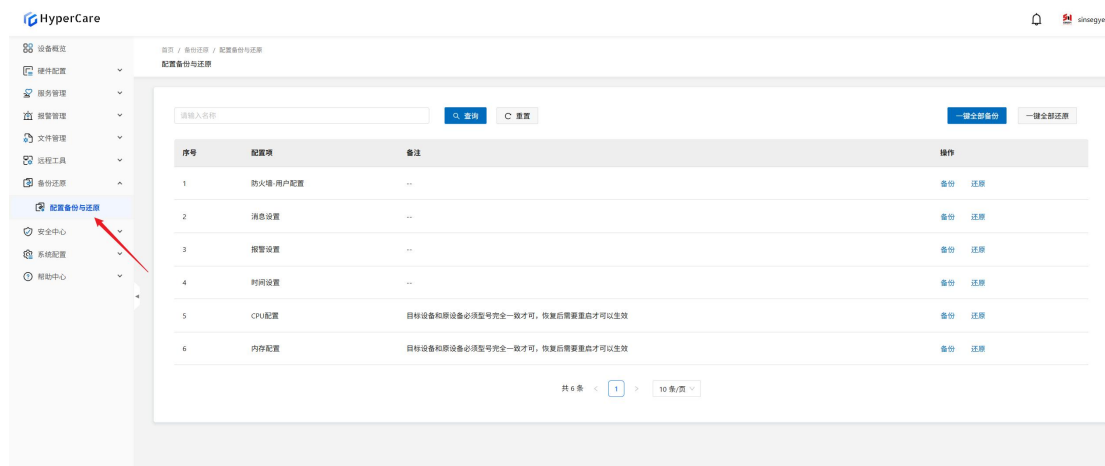 HyperCare
sinsegye
设备概览
硬件配置
服务管理
报警管理
文件管理
远程工具
备份还原
配置备份与还原
安全中心
系统配置
帮助中心
首页 / 备份还原 / 配置备份与还原
配置备份与还原
请输入名称 查询 重置 一键全部备份 一键全部还原
序号 配置项 备注 操作
1 防火墙-用户配置 -- 备份 还原
2 消息设置 -- 备份 还原
3 报警设置 -- 备份 还原
4 时间设置 -- 备份 还原
5 CPU配置 目标设备和原设备必须型号完全一致才可，恢复后需要重启才可以生效 备份 还原
6 内存配置 目标设备和原设备必须型号完全一致才可，恢复后需要重启才可以生效 备份 还原
共 6 条 < 1 > 10 条/页